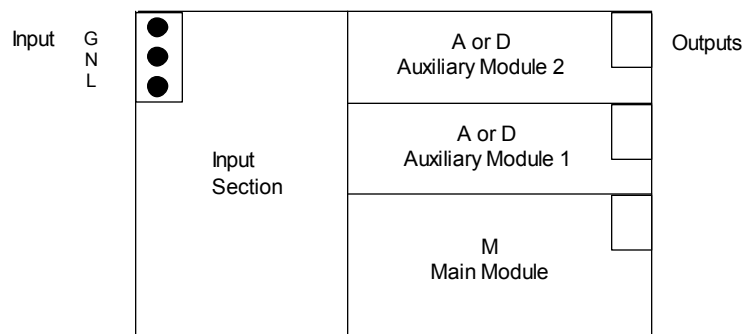 Input
G
N
L
A or D
Auxiliary Module 2
Outputs
A or D
Auxiliary Module 1
Input
Section
M
Main Module